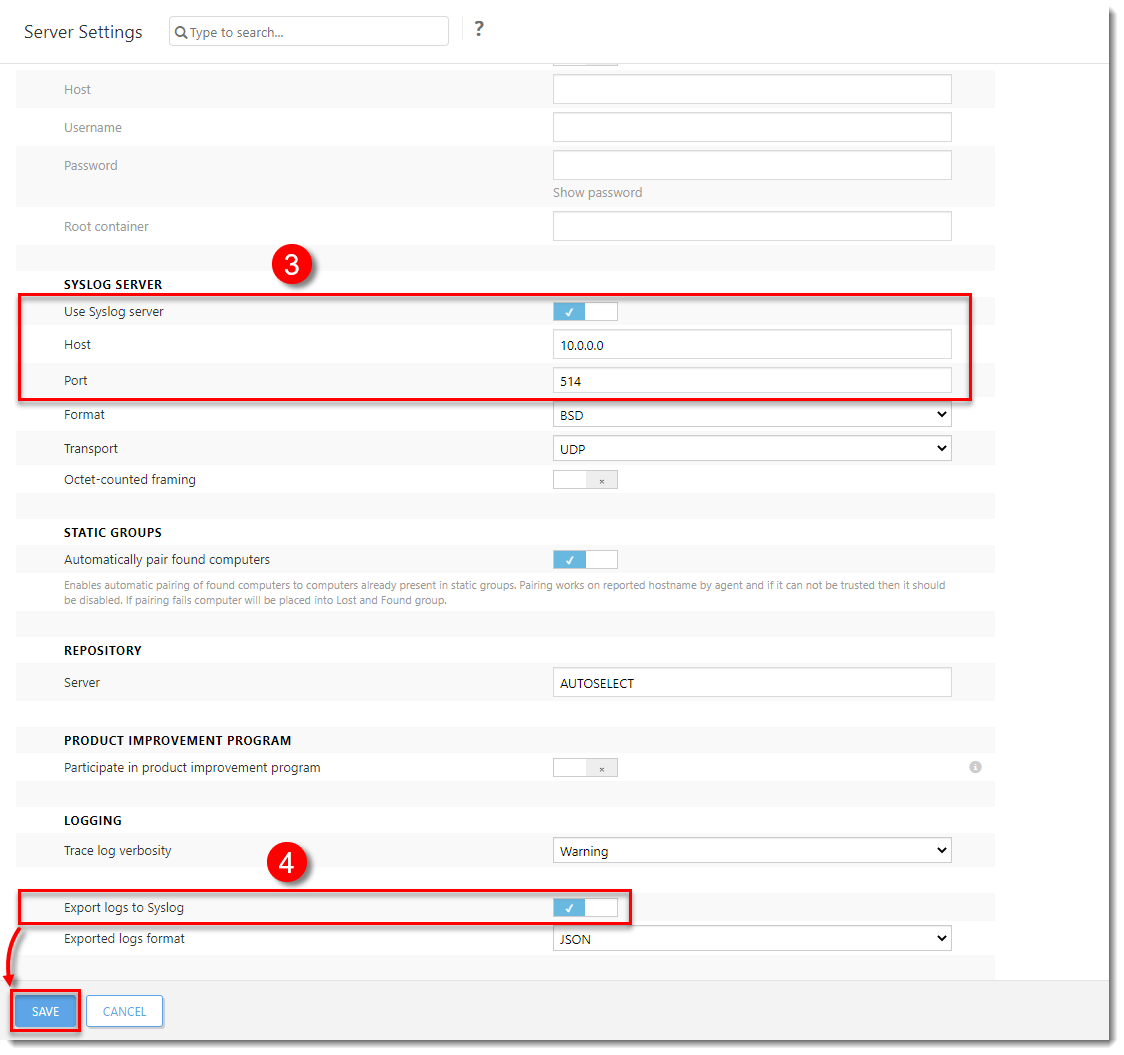 Server Settings
Type to search...
?
Host
Username
Password
Show password
Root container
3
SYSLOG SERVER
Use Syslog server
Host
10.0.0.0
Port
514
Format
BSD
Transport
UDP
Octet-counted framing
STATIC GROUPS
Automatically pair found computers
Enables automatic pairing of found computers to computers already present in static groups. Pairing works on reported hostname by agent and if it can not be trusted then it should
be disabled. If pairing fails computer will be placed into Lost and Found group.
REPOSITORY
Server
AUTOSELECT
PRODUCT IMPROVEMENT PROGRAM
Participate in product improvement program
LOGGING
Trace log verbosity
Warning
4
Export logs to Syslog
Exported logs format
JSON
SAVE
CANCEL